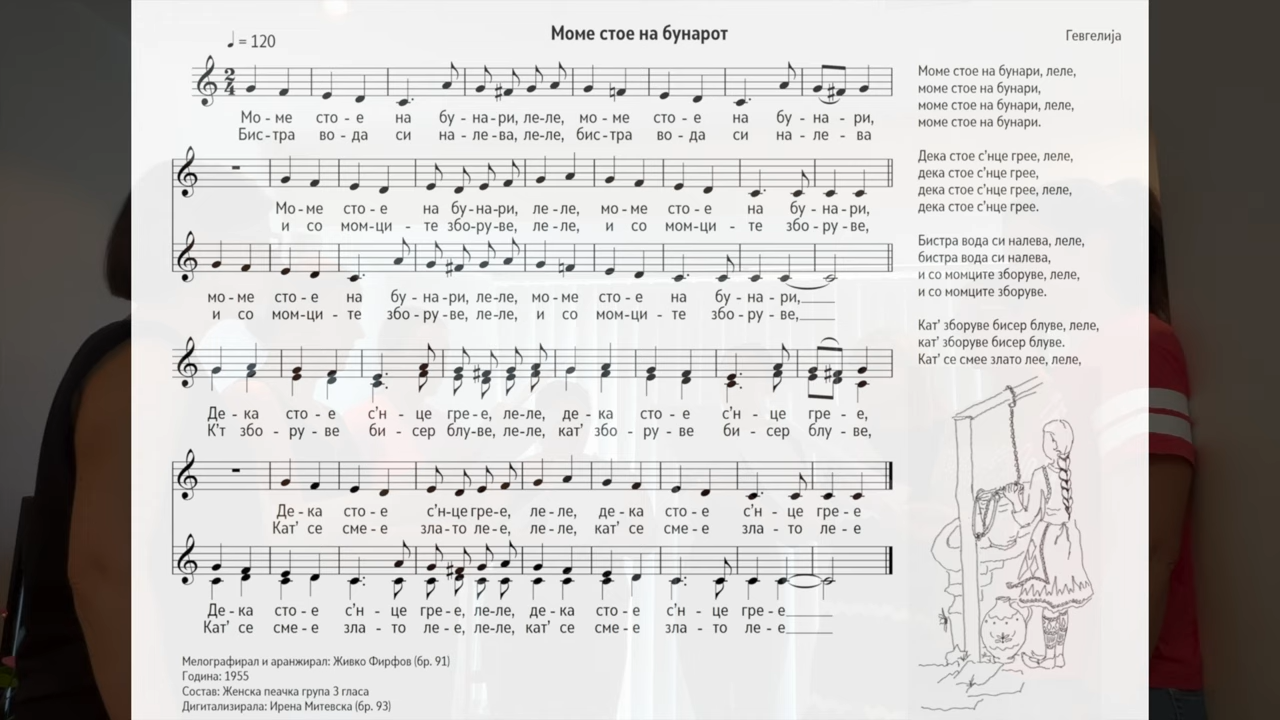 Моме стое на бунарот
Гевгелија
= 120
2
4
Мо - ме сто - е на бу - на - ри, ле-ле, мо - ме сто - е на бу - на - ри,
Бис - тра во - да си на - ле - ва, ле-ле, бис - тра во - да си на - ле - ва
Мо - ме сто - е на бу - на - ри, ле - ле, мо - ме сто - е на бу - на - ри,
и со мом-ци - те збо-ру-ве, ле - ле, и со мом-ци - те збо - ру - ве,
мо - ме сто - е на бу - на - ри, ле-ле, мо - ме сто - е на бу - на - ри,
и со мом-ци - те збо - ру - ве, ле-ле, и со мом-ци - те збо - ру - ве,
Де - ка сто - е с'н - це гре - е, ле-ле, де - ка сто - е с'н - це гре - е,
К'т збо - ру - ве би - сер блу-ве, ле-ле, кат' збо - ру - ве би - сер блу - ве,
Де - ка сто - е с'н-це гре-е, ле - ле, де - ка сто - е с'н - це гре - е
Кат' се сме - е зла-то ле-е, ле - ле, кат' се сме - е зла - то ле - е
Де - ка сто - е с'н - це гре - е, ле-ле, де - ка сто - е с'н - це гре - е
Кат' се сме - е зла - то ле - е, ле-ле, кат' се сме - е зла - то ле - е
Мелографирал и аранжирал: Живко Фирфов (бр. 91)
Година: 1955
Состав: Женска пеачка група 3 гласа
Дигитализирала: Ирена Митевска (бр. 93)
Моме стое на бунари, леле,
моме стое на бунари,
моме стое на бунари, леле,
моме стое на бунари.
Дека стое с'нце грее, леле,
дека стое с'нце грее,
дека стое с'нце грее, леле,
дека стое с'нце грее.
Бистра вода си налева, леле,
бистра вода си налева,
и со момците зборуве, леле,
и со момците зборуве.
Кат' зборуве бисер блуве, леле,
кат' зборуве бисер блуве.
Кат' се смее злато лее, леле,